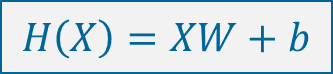 H(X) = XW + b